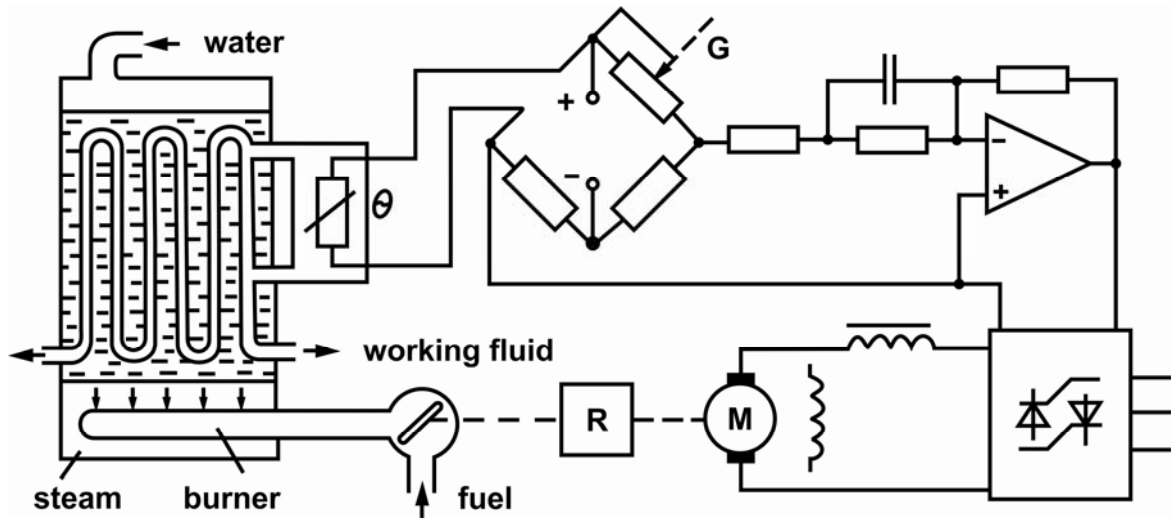 water
G
+
−
θ
−
+
working fluid
R
M
steam
burner
fuel